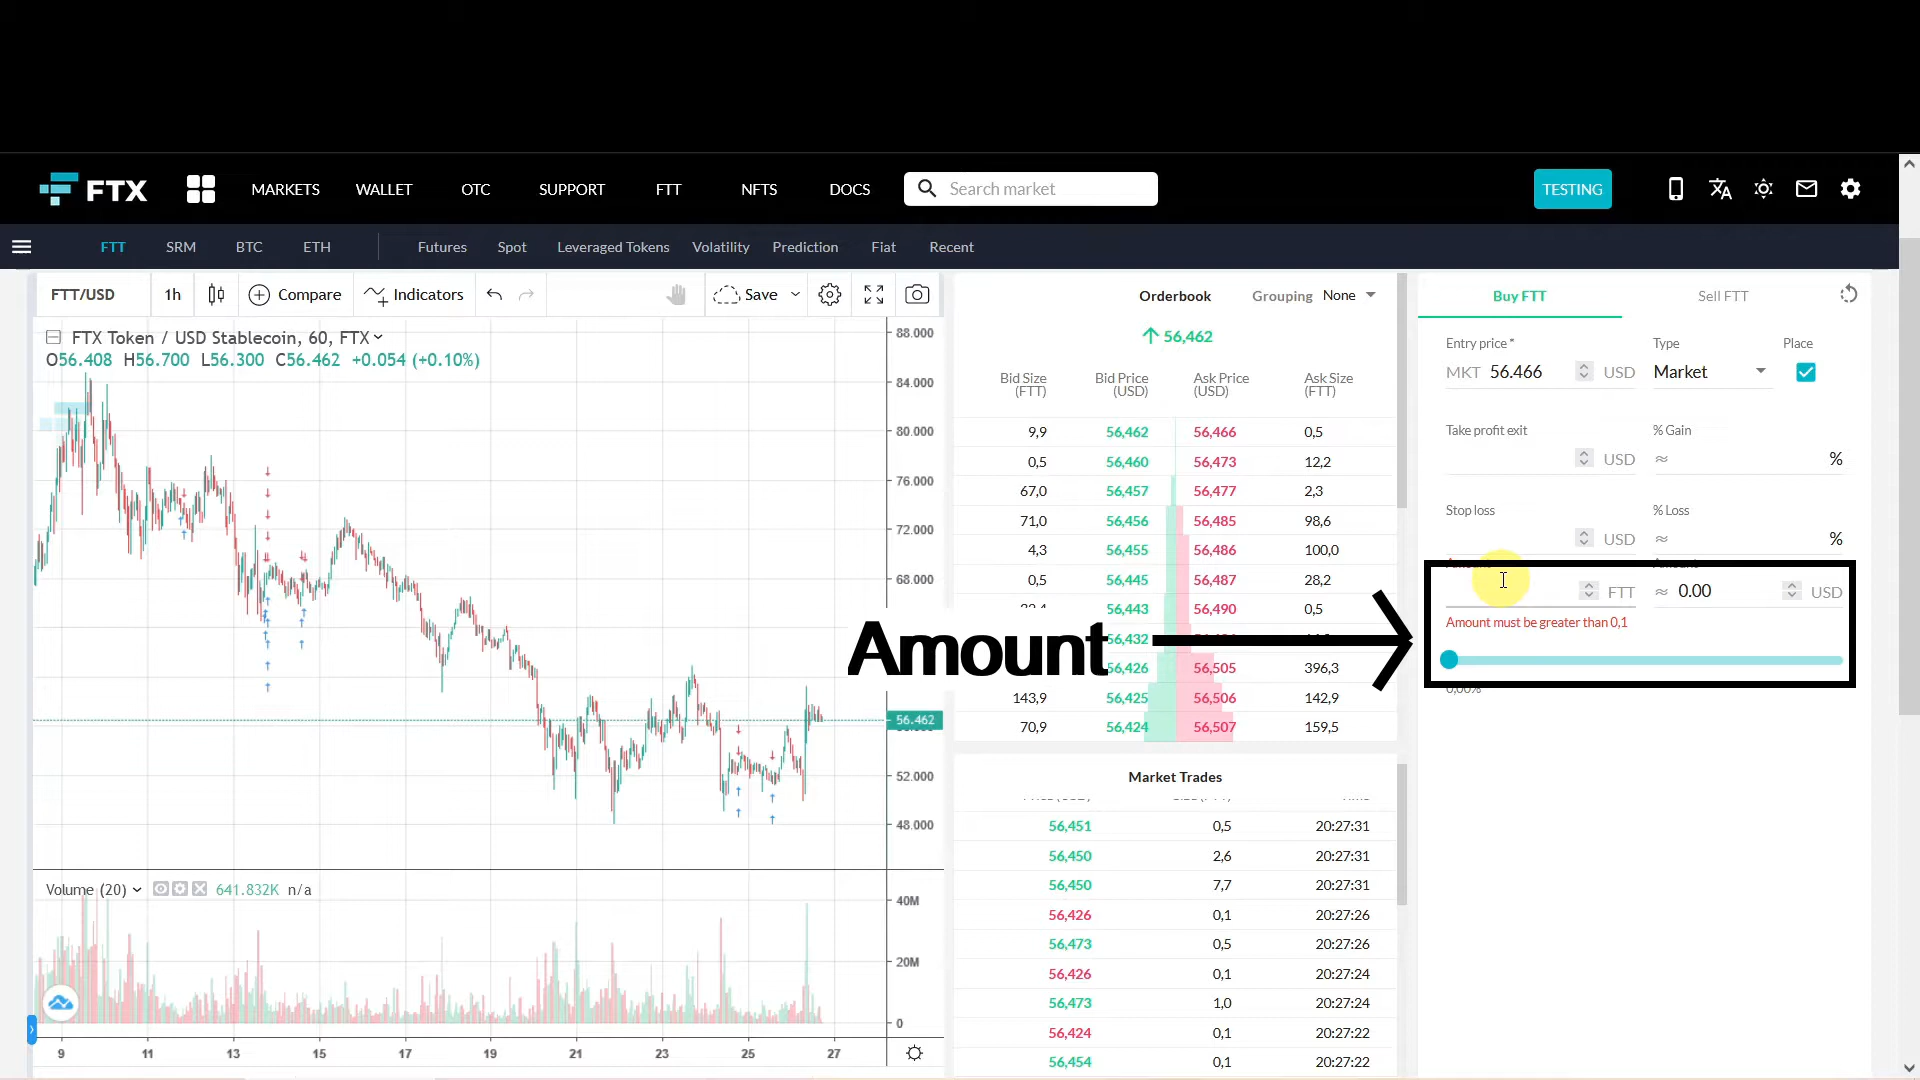 FTX
MARKETS WALLET OTC SUPPORT FTT NFTS DOCS
Search market
TESTING
FTT SRM BTC ETH
Futures Spot Leveraged Tokens Volatility Prediction Fiat Recent
FTT/USD 1h Compare Indicators Save
FTX Token / USD Stablecoin, 60, FTX
O56.408 H56.700 L56.300 C56.462 +0.054 (+0.10%)
88.000
84.000
80.000
76.000
72.000
68.000
56.462
52.000
48.000
Volume (20) 641.832K n/a
40M
20M
0
9 11 13 15 17 19 21 23 25 27
Orderbook Grouping None
56,462
Bid Size (FTT) Bid Price (USD) Ask Price (USD) Ask Size (FTT)
9,9 56,462 56,466 0,5
0,5 56,460 56,473 12,2
67,0 56,457 56,477 2,3
71,0 56,456 56,485 98,6
4,3 56,455 56,486 100,0
0,5 56,445 56,487 28,2
56,443 56,490 0,5
56,432
56,426 56,505 396,3
143,9 56,425 56,506 142,9
70,9 56,424 56,507 159,5
Amount
Market Trades
56,451 0,5 20:27:31
56,450 2,6 20:27:31
56,450 7,7 20:27:31
56,426 0,1 20:27:26
56,473 0,5 20:27:26
56,426 0,1 20:27:24
56,473 1,0 20:27:24
56,424 0,1 20:27:22
56,454 0,1 20:27:22
Buy FTT Sell FTT
Entry price * Type Place
MKT 56.466 USD Market
Take profit exit % Gain
USD ≈ %
Stop loss % Loss
USD ≈ %
FTT ≈ 0.00 USD
Amount must be greater than 0,1
0,00%